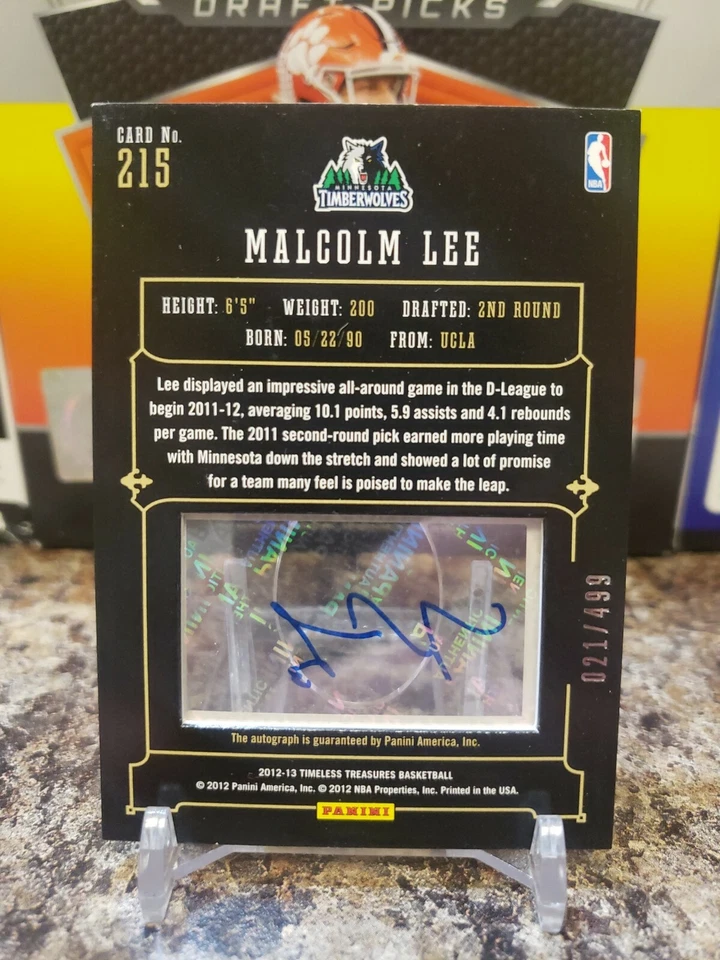 DRAFT PICKS
CARD No.
215
MINNESOTA
TIMBERWOLVES
NBA
MALCOLM LEE
HEIGHT: 6'5" WEIGHT: 200 DRAFTED: 2ND ROUND
BORN: 05/22/90 FROM: UCLA
Lee displayed an impressive all-around game in the D-League to
begin 2011-12, averaging 10.1 points, 5.9 assists and 4.1 rebounds
per game. The 2011 second-round pick earned more playing time
with Minnesota down the stretch and showed a lot of promise
for a team many feel is poised to make the leap.
021/499
The autograph is guaranteed by Panini America, Inc.
2012-13 TIMELESS TREASURES BASKETBALL
© 2012 Panini America, Inc. © 2012 NBA Properties, Inc. Printed in the USA.
PANINI